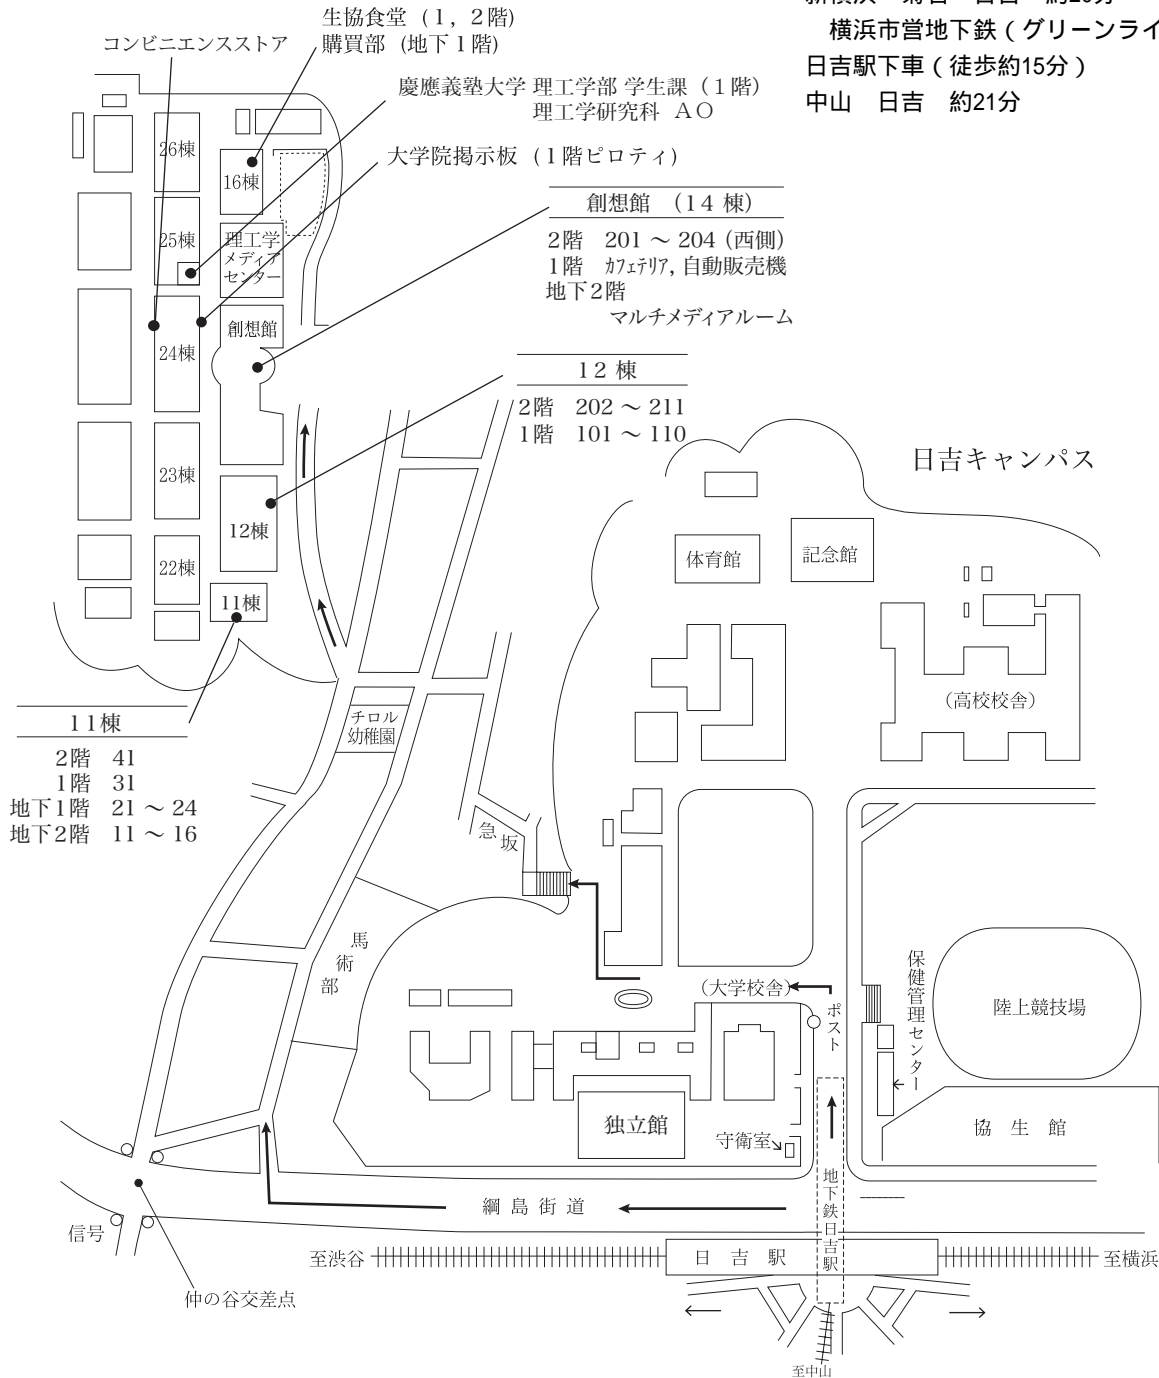 横浜市営地下鉄（グリーンライ
日吉駅下車（徒歩約15分）
中山　日吉　約21分
生協食堂 (1, 2階)
購買部 (地下1階)
コンビニエンスストア
慶應義塾大学 理工学部 学生課 (1階)
理工学研究科 AO
大学院掲示板 (1階ピロティ)
創想館 (14 棟)
2階 201 ～ 204 (西側)
1階 カフェテリア, 自動販売機
地下2階
マルチメディアルーム
12 棟
2階 202 ～ 211
1階 101 ～ 110
26棟
16棟
25棟
理工学
メディア
センター
創想館
24棟
23棟
12棟
22棟
11棟
11棟
2階 41
1階 31
地下1階 21 ～ 24
地下2階 11 ～ 16
チロル
幼稚園
日吉キャンパス
体育館
記念館
(高校校舎)
急坂
馬術部
(大学校舎)
ポスト
保健管理センター
陸上競技場
独立館
守衛室
協 生 館
地下鉄日吉駅
綱 島 街 道
信号
仲の谷交差点
至渋谷
日 吉 駅
至横浜
至中山